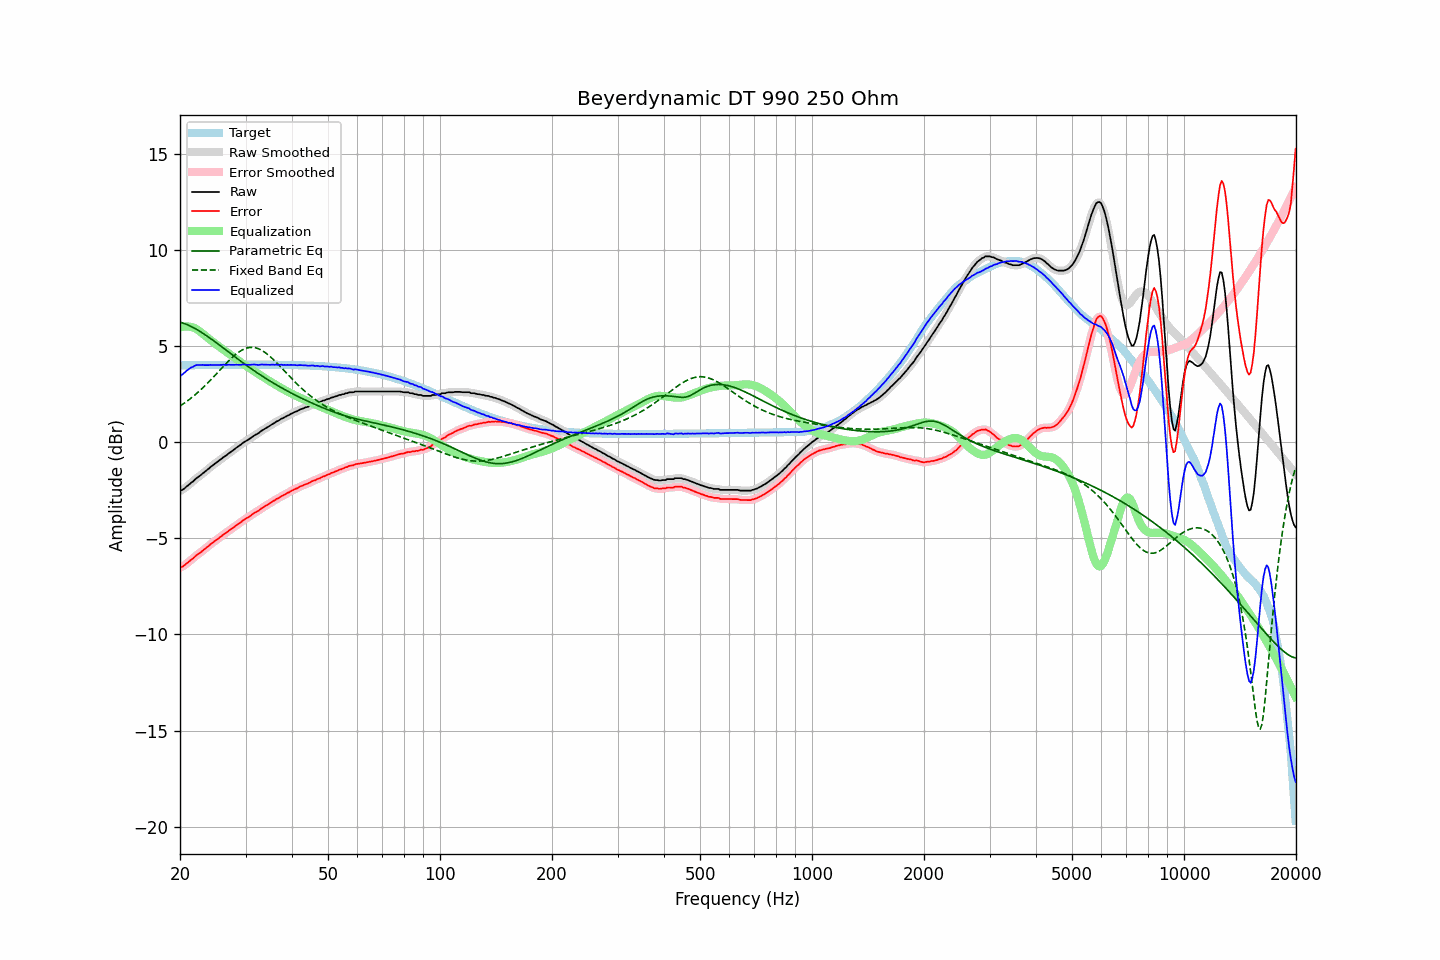 Beyerdynamic DT 990 250 Ohm
Target
Raw Smoothed
Error Smoothed
Raw
Error
Equalization
Parametric Eq
Fixed Band Eq
Equalized
Amplitude (dBr)
15
10
5
0
−5
−10
−15
−20
20 50 100 200 500 1000 2000 5000 10000 20000
Frequency (Hz)